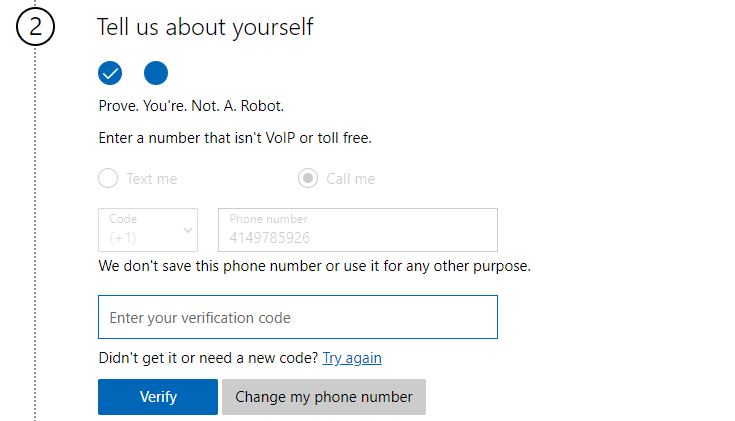 2
Tell us about yourself
Prove. You're. Not. A. Robot.
Enter a number that isn't VoIP or toll free.
Text me Call me
Code Phone number
(+1) 4149785926
We don't save this phone number or use it for any other purpose.
Enter your verification code
Didn't get it or need a new code? Try again
Verify Change my phone number